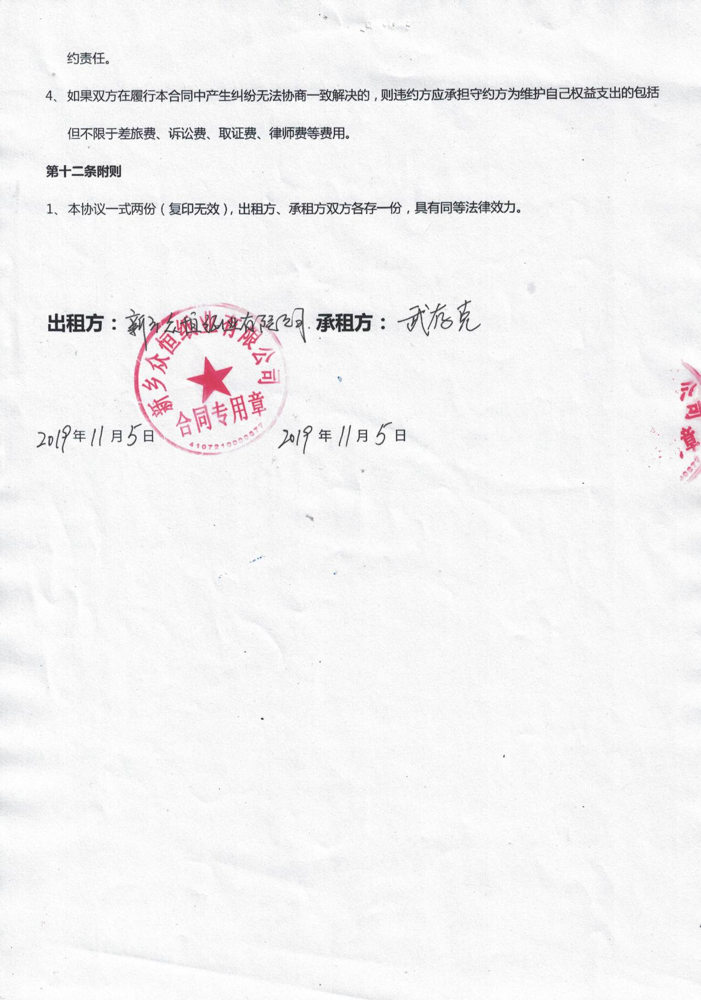 约责任。
4、如果双方在履行本合同中产生纠纷无法协商一致解决的，则违约方应承担守约方为维护自己权益支出的包括
但不限于差旅费、诉讼费、取证费、律师费等费用。
第十二条附则
1、本协议一式两份（复印无效），出租方、承租方双方各存一份，具有同等法律效力。
出租方：新乡众恒纸业有限公司 承租方：武存克
新乡众恒纸业有限公司
合同专用章
4107210000677
2019年11月5日 2019年11月5日
公司
章
00677